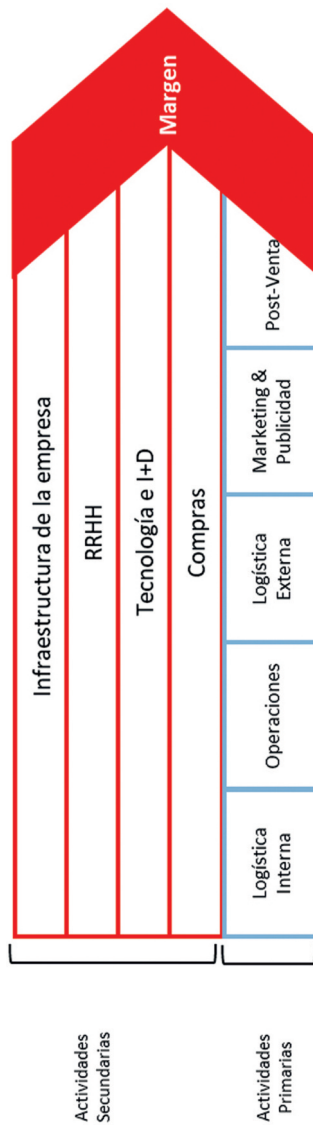 Actividades
Secundarias
Infraestructura de la empresa
RRHH
Tecnología e I+D
Compras
Margen
Actividades
Primarias
Logística
Interna
Operaciones
Logística
Externa
Marketing &
Publicidad
Post-Venta